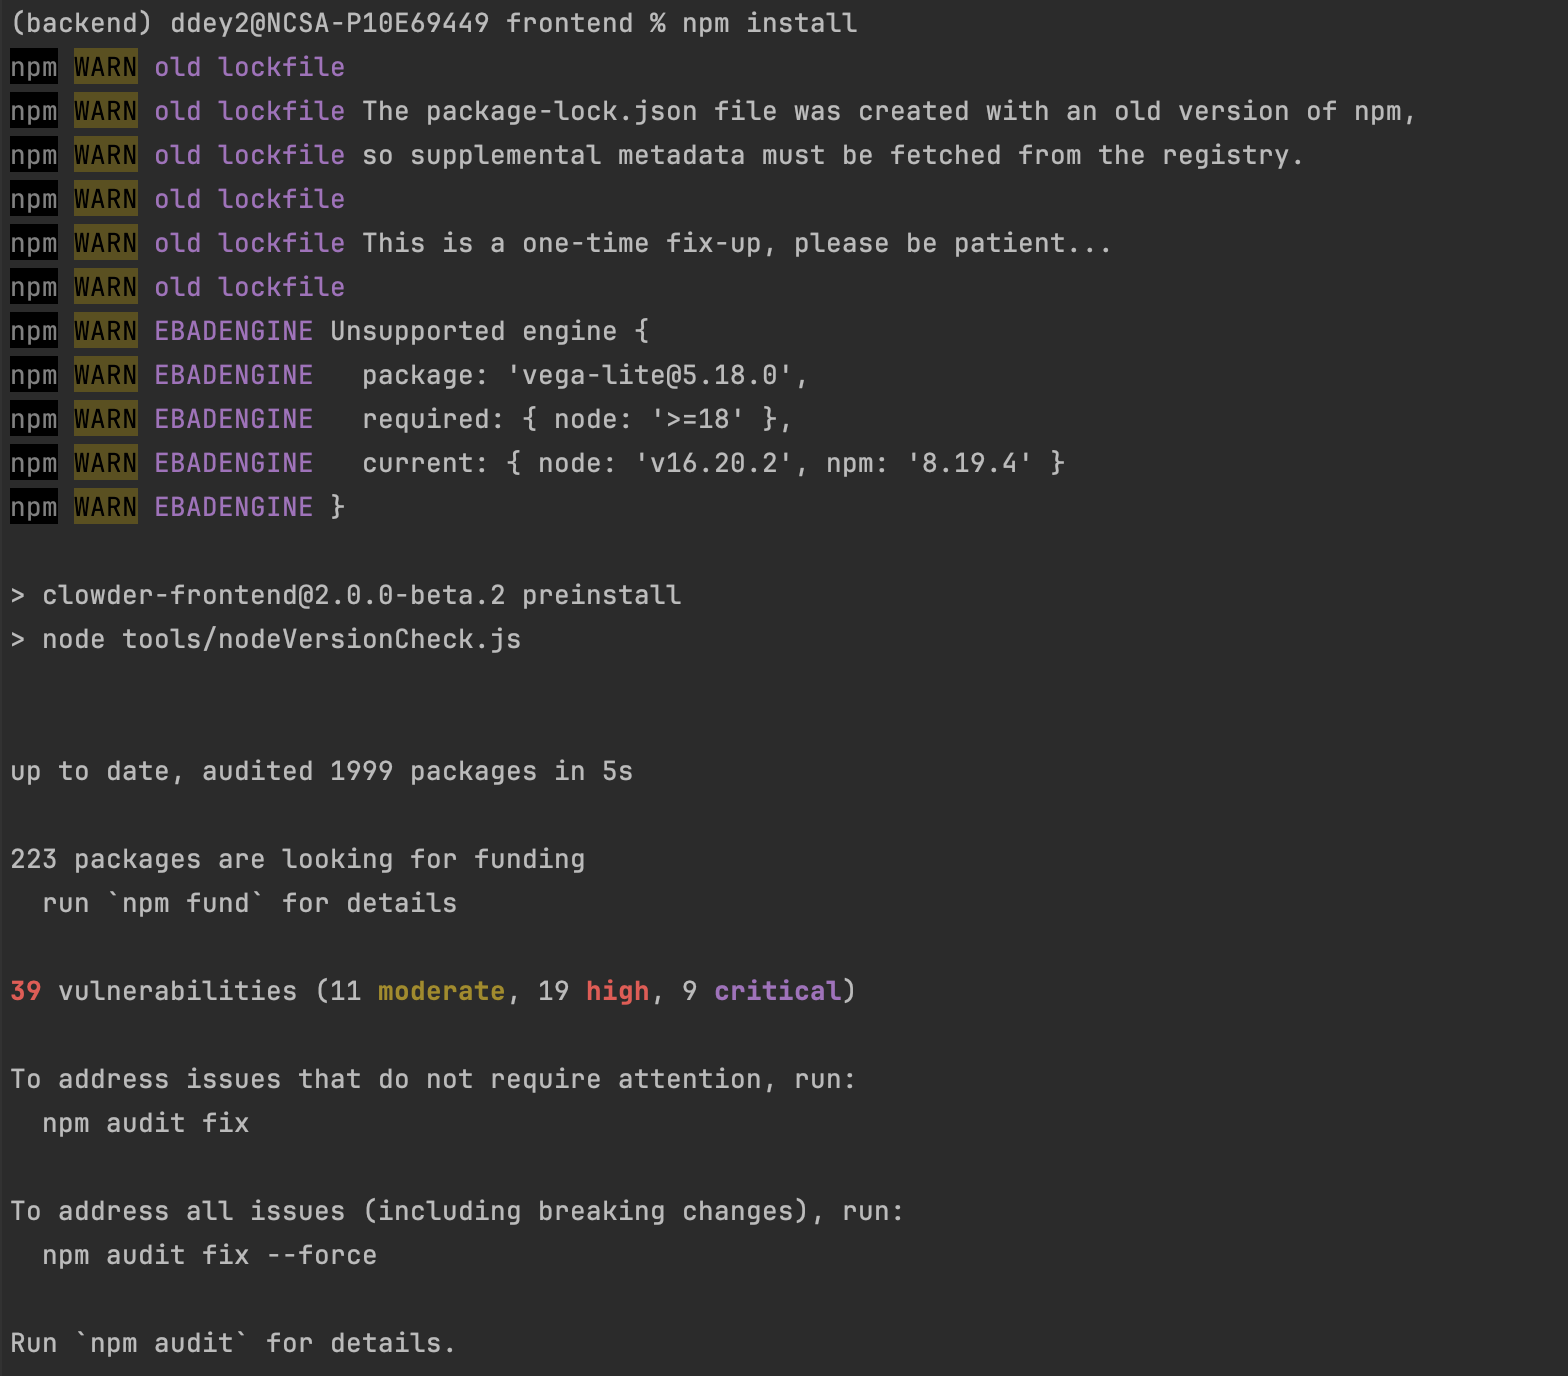 (backend) ddey2@NCSA-P10E69449 frontend % npm install
npm WARN old lockfile
npm WARN old lockfile The package-lock.json file was created with an old version of npm,
npm WARN old lockfile so supplemental metadata must be fetched from the registry.
npm WARN old lockfile
npm WARN old lockfile This is a one-time fix-up, please be patient...
npm WARN old lockfile
npm WARN EBADENGINE Unsupported engine {
npm WARN EBADENGINE   package: 'vega-lite@5.18.0',
npm WARN EBADENGINE   required: { node: '>=18' },
npm WARN EBADENGINE   current: { node: 'v16.20.2', npm: '8.19.4' }
npm WARN EBADENGINE }
> clowder-frontend@2.0.0-beta.2 preinstall
> node tools/nodeVersionCheck.js
up to date, audited 1999 packages in 5s
223 packages are looking for funding
  run `npm fund` for details
39 vulnerabilities (11 moderate, 19 high, 9 critical)
To address issues that do not require attention, run:
  npm audit fix
To address all issues (including breaking changes), run:
  npm audit fix --force
Run `npm audit` for details.